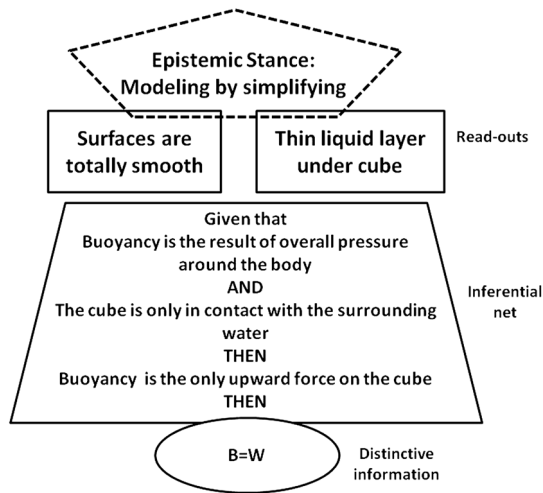 Epistemic Stance:
Modeling by simplifying
Surfaces are
totally smooth
Thin liquid layer
under cube
Read-outs
Given that
Buoyancy is the result of overall pressure
around the body
AND
The cube is only in contact with the surrounding
water
THEN
Buoyancy is the only upward force on the cube
THEN
Inferential
net
B=W
Distinctive
information